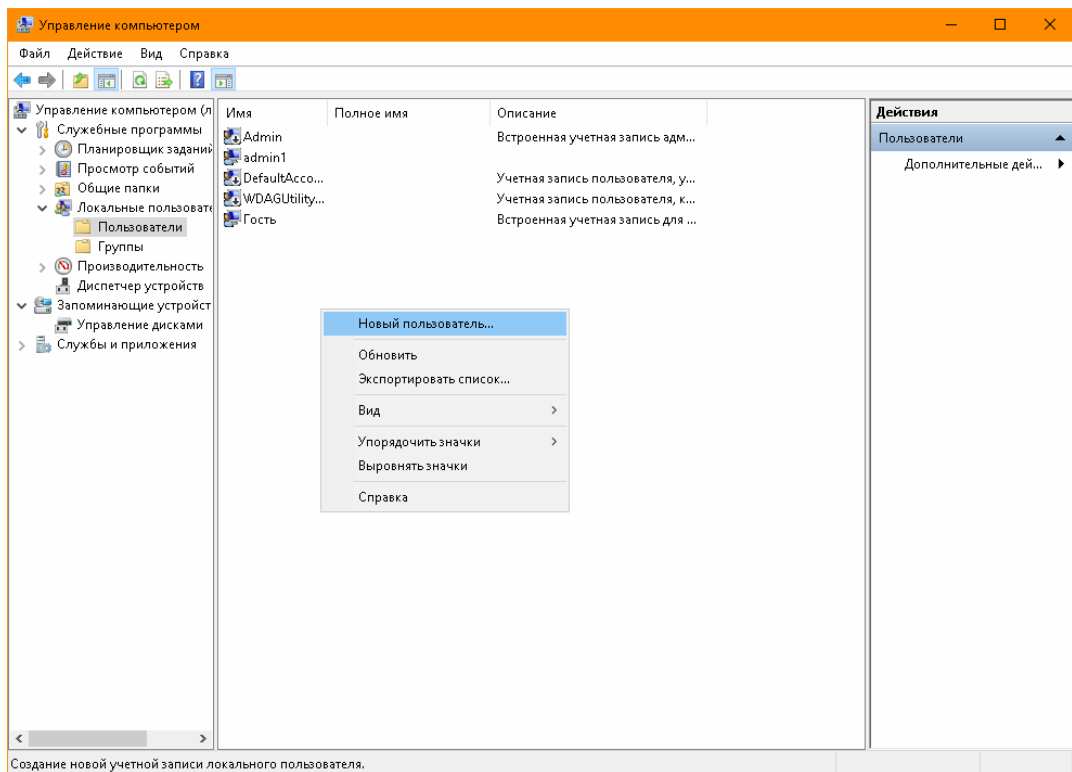 Управление компьютером
Файл Действие Вид Справка
Управление компьютером (л
Служебные программы
Планировщик заданий
Просмотр событий
Общие папки
Локальные пользовате
Пользователи
Группы
Производительность
Диспетчер устройств
Запоминающие устройст
Управление дисками
Службы и приложения
Имя Полное имя Описание
Admin Встроенная учетная запись адм...
admin1
DefaultAcco... Учетная запись пользователя, у...
WDAGUtility... Учетная запись пользователя, к...
Гость Встроенная учетная запись для ...
Новый пользователь...
Обновить
Экспортировать список...
Вид
Упорядочить значки
Выровнять значки
Справка
Действия
Пользователи
Дополнительные дей...
Создание новой учетной записи локального пользователя.